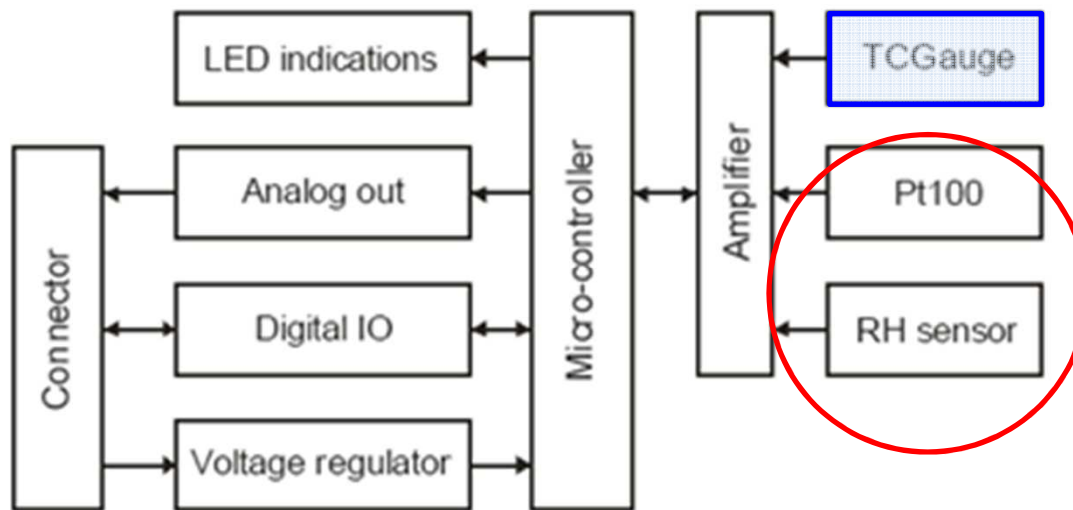 LED indications
TCGauge
Analog out
Pt100
Digital IO
RH sensor
Voltage regulator
Connector
Micro-controller
Amplifier